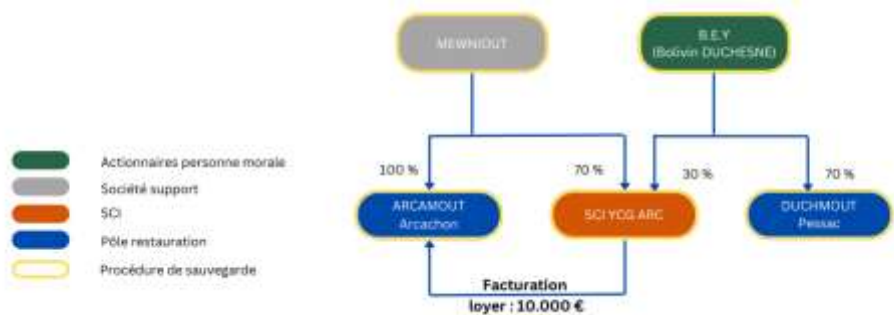 MEWNIOUT
B.E.Y
(Bolivin DUCHESNE)
Actionnaires personne morale
Société support
SCI
Pôle restauration
Procédure de sauvegarde
100 %
70 %
30 %
70 %
ARCAMOUT
Arcachon
SCI YCG ARC
DUCHMOUT
Pessac
Facturation
loyer : 10.000 €